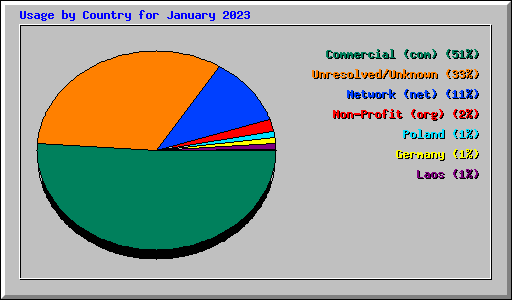 Usage by Country for January 2023
Commercial (com) (51%)
Unresolved/Unknown (33%)
Network (net) (11%)
Non-Profit (org) (2%)
Poland (1%)
Germany (1%)
Laos (1%)